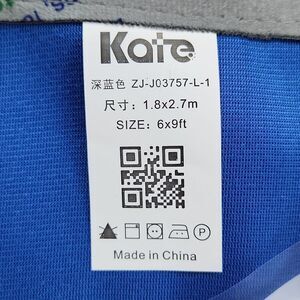 Kate
深蓝色 ZJ-J03757-L-1
尺寸: 1.8x2.7m
SIZE: 6x9ft
P
Made in China